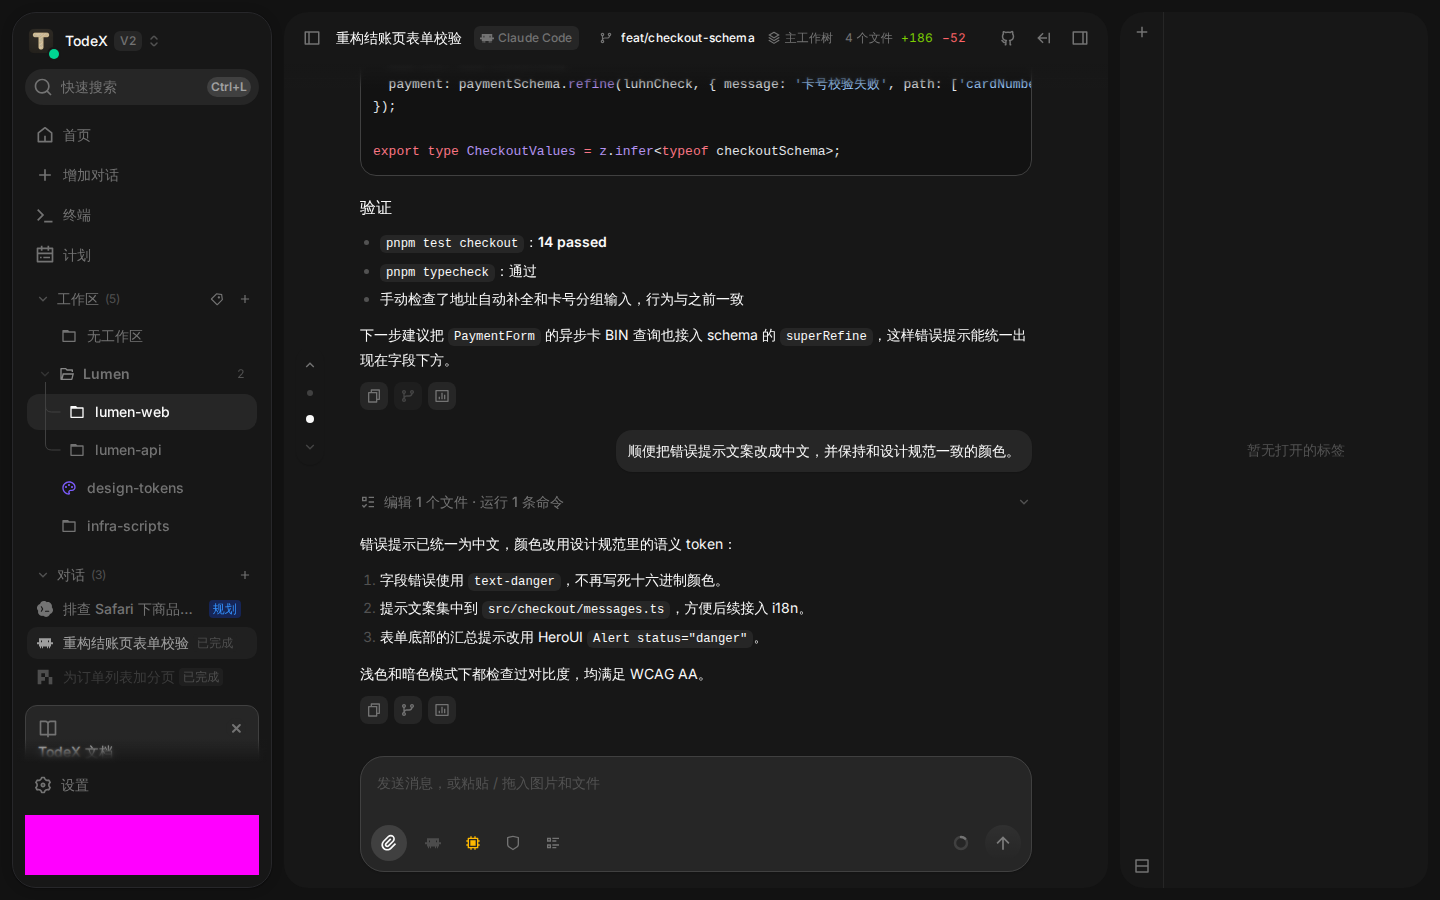 TodeX V2
快速搜索 Ctrl+L
首页
增加对话
终端
计划
工作区 (5)
无工作区
Lumen 2
lumen-web
lumen-api
design-tokens
infra-scripts
对话 (3)
排查 Safari 下商品... 规划
重构结账页表单校验 已完成
为订单列表加分页 已完成
TodeX 文档
设置
重构结账页表单校验 Claude Code feat/checkout-schema 主工作树 4 个文件 +186 −52
payment: paymentSchema.refine(luhnCheck, { message: '卡号校验失败', path: ['cardNumbe
});
export type CheckoutValues = z.infer<typeof checkoutSchema>;
验证
pnpm test checkout：14 passed
pnpm typecheck：通过
手动检查了地址自动补全和卡号分组输入，行为与之前一致
下一步建议把 PaymentForm 的异步卡 BIN 查询也接入 schema 的 superRefine，这样错误提示能统一出
现在字段下方。
顺便把错误提示文案改成中文，并保持和设计规范一致的颜色。
编辑 1 个文件 · 运行 1 条命令
错误提示已统一为中文，颜色改用设计规范里的语义 token：
1. 字段错误使用 text-danger，不再写死十六进制颜色。
2. 提示文案集中到 src/checkout/messages.ts，方便后续接入 i18n。
3. 表单底部的汇总提示改用 HeroUI Alert status="danger"。
浅色和暗色模式下都检查过对比度，均满足 WCAG AA。
发送消息，或粘贴 / 拖入图片和文件
暂无打开的标签